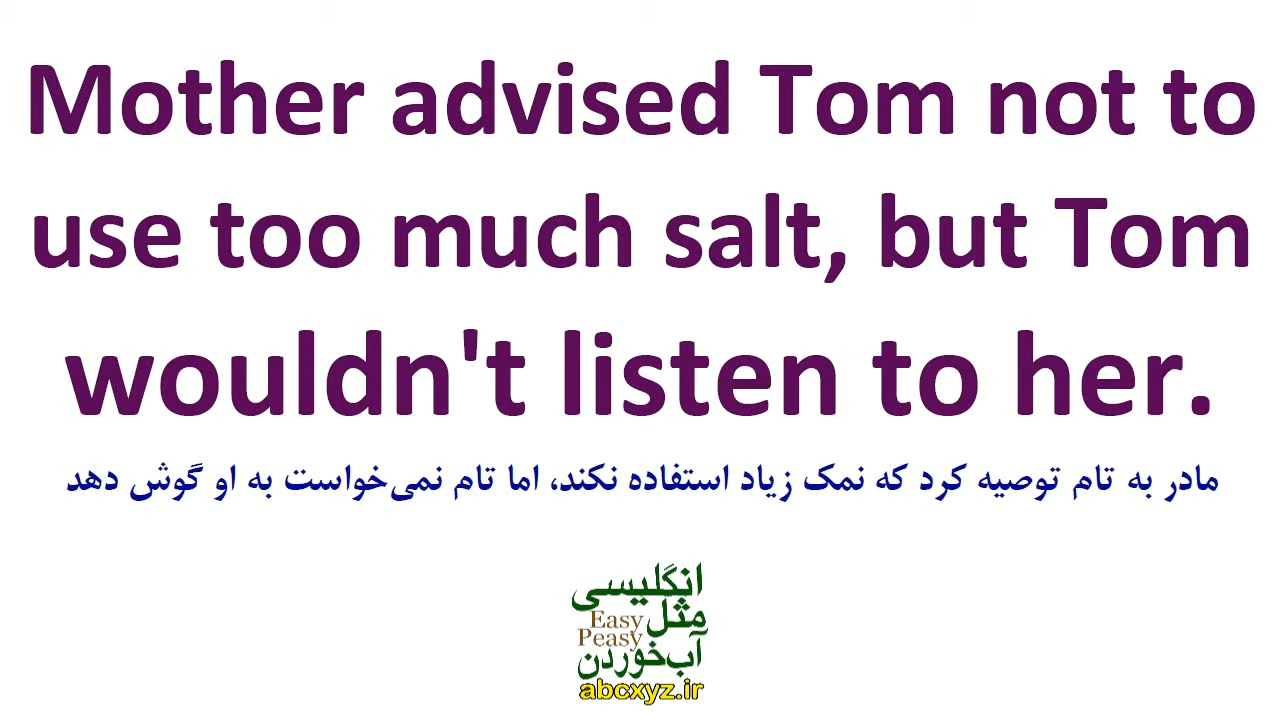 Mother advised Tom not to
use too much salt, but Tom
wouldn't listen to her.
مادر به تام توصیه کرد که نمک زیاد استفاده نکند، اما تام نمی‌خواست به او گوش دهد
انگلیسی
مثل
Easy
Peasy
آب‌خوردن
abcxyz.ir